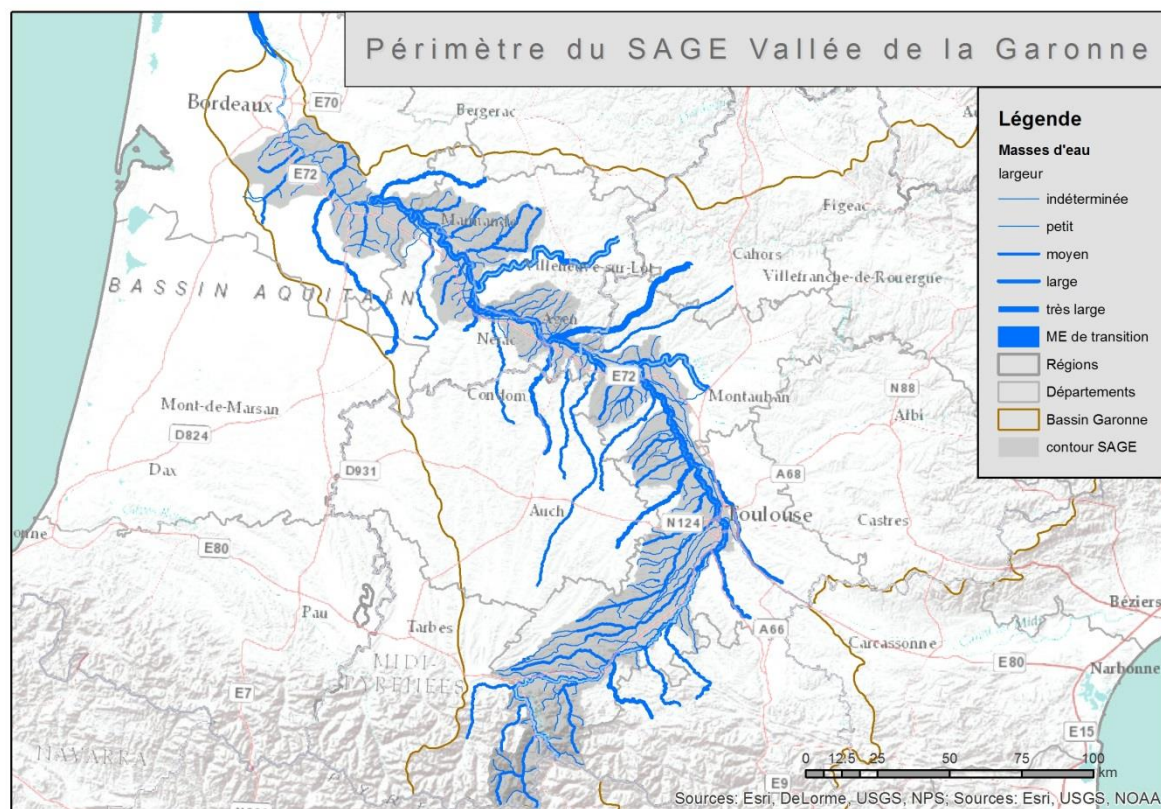 Périmètre du SAGE Vallée de la Garonne
Légende
Masses d'eau
largeur
indéterminée
petit
moyen
large
très large
ME de transition
Régions
Départements
Bassin Garonne
contour SAGE
Bordeaux
E70
Bergerac
E72
Marmande
Figeac
Cahors
Villeneuve-sur-Lot
Villefranche-de-Rouergue
BASSIN AQUITAIN
Agen
Nérac
E72
N88
Condom
Montauban
Albi
Mont-de-Marsan
D824
Dax
D931
A68
Auch
N124
Toulouse
Castres
E80
Béziers
Pau
Tarbes
A66
Carcassonne
MIDI-
PYRÉNÉES
E80
Narbonne
E7
NAVARRA
E15
E9
0 12,5 25 50 75 100
km
Sources: Esri, DeLorme, USGS, NPS; Sources: Esri, USGS, NOAA